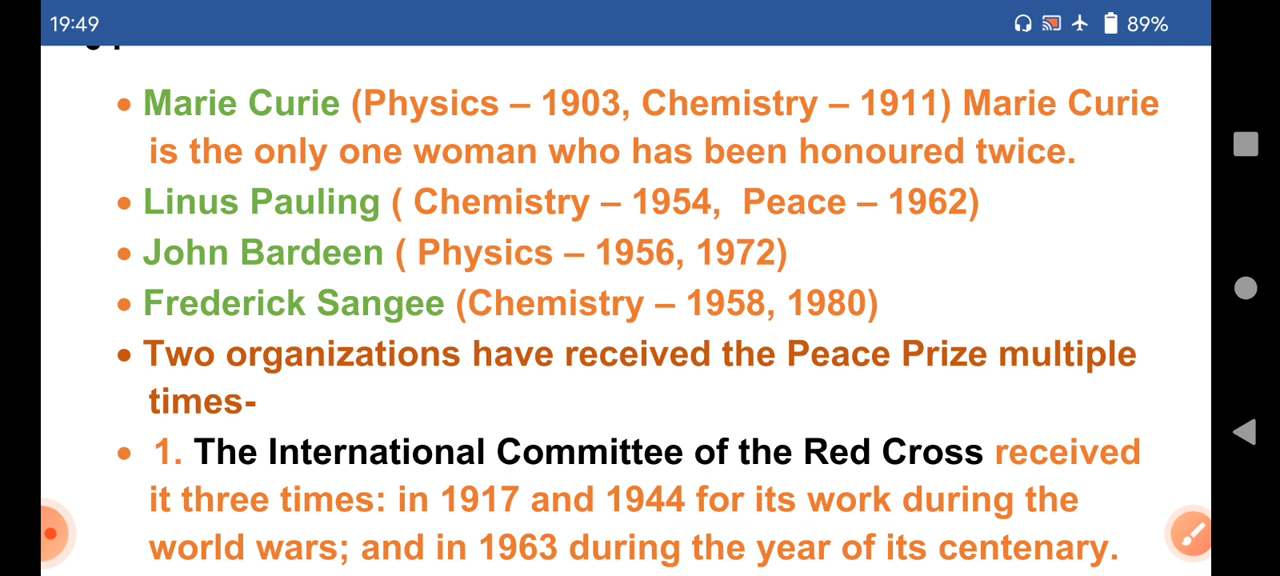 19:49
89%
• Marie Curie (Physics – 1903, Chemistry – 1911) Marie Curie
is the only one woman who has been honoured twice.
• Linus Pauling ( Chemistry – 1954, Peace – 1962)
• John Bardeen ( Physics – 1956, 1972)
• Frederick Sangee (Chemistry – 1958, 1980)
• Two organizations have received the Peace Prize multiple
times-
• 1. The International Committee of the Red Cross received
it three times: in 1917 and 1944 for its work during the
world wars; and in 1963 during the year of its centenary.